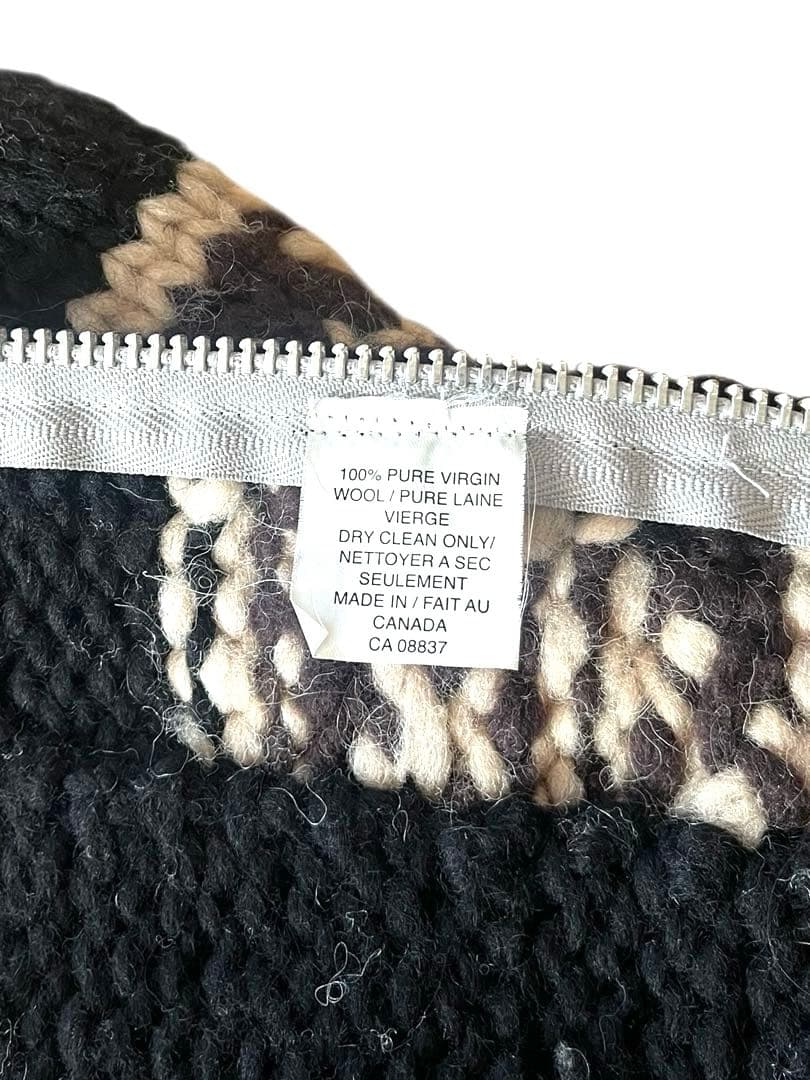 100% PURE VIRGIN
WOOL / PURE LAINE
VIERGE
DRY CLEAN ONLY/
NETTOYER A SEC
SEULEMENT
MADE IN / FAIT AU
CANADA
CA 08837